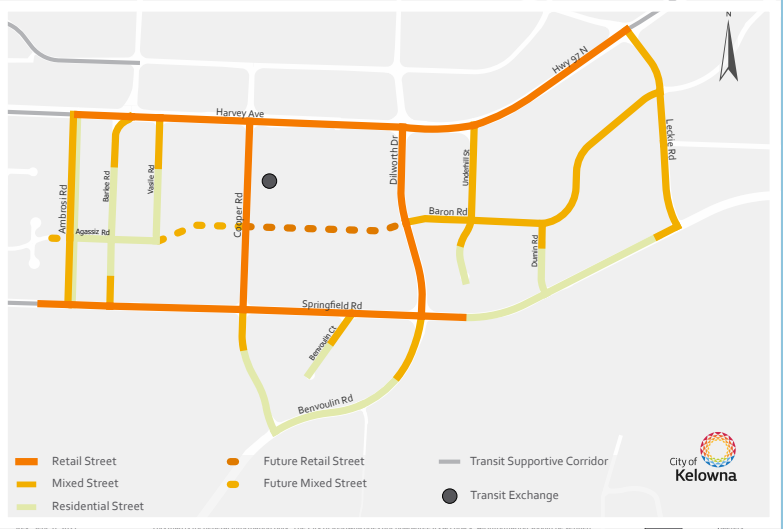 N
Hwy 97 N
Harvey Ave
Leckie Rd
Dilworth Dr
Underhill St
Barlee Rd
Vasile Rd
Ambrosi Rd
Cooper Rd
Baron Rd
Agassiz Rd
Durnin Rd
Springfield Rd
Benvoulin Ct
Benvoulin Rd
Retail Street
Mixed Street
Residential Street
Future Retail Street
Future Mixed Street
Transit Supportive Corridor
Transit Exchange
City of
Kelowna